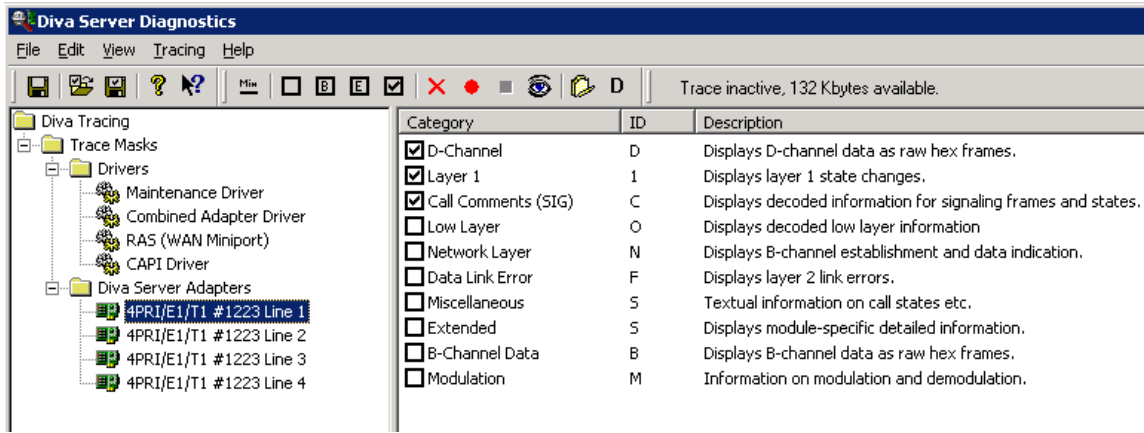 Diva Server Diagnostics
File Edit View Tracing Help
Min B E D Trace inactive, 132 Kbytes available.
Diva Tracing
Trace Masks
Drivers
Maintenance Driver
Combined Adapter Driver
RAS (WAN Miniport)
CAPI Driver
Diva Server Adapters
4PRI/E1/T1 #1223 Line 1
4PRI/E1/T1 #1223 Line 2
4PRI/E1/T1 #1223 Line 3
4PRI/E1/T1 #1223 Line 4
Category ID Description
D-Channel D Displays D-channel data as raw hex frames.
Layer 1 1 Displays layer 1 state changes.
Call Comments (SIG) C Displays decoded information for signaling frames and states.
Low Layer O Displays decoded low layer information
Network Layer N Displays B-channel establishment and data indication.
Data Link Error F Displays layer 2 link errors.
Miscellaneous S Textual information on call states etc.
Extended S Displays module-specific detailed information.
B-Channel Data B Displays B-channel data as raw hex frames.
Modulation M Information on modulation and demodulation.